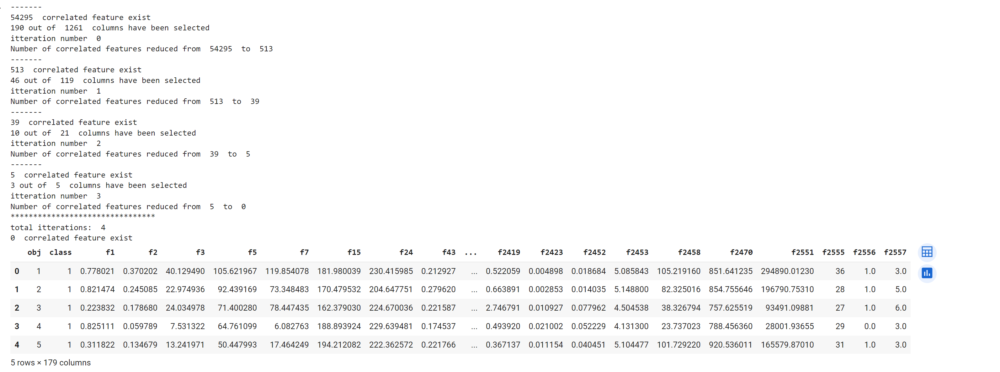 -------
54295  correlated feature exist
190 out of  1261  columns have been selected
itteration number  0
Number of correlated features reduced from  54295  to  513
-------
513  correlated feature exist
46 out of  119  columns have been selected
itteration number  1
Number of correlated features reduced from  513  to  39
-------
39  correlated feature exist
10 out of  21  columns have been selected
itteration number  2
Number of correlated features reduced from  39  to  5
-------
5  correlated feature exist
3 out of  5  columns have been selected
itteration number  3
Number of correlated features reduced from  5  to  0
********************************
total itterations:  4
0  correlated feature exist
obj class f1 f2 f3 f5 f7 f15 f24 f43 ... f2419 f2423 f2452 f2453 f2458 f2470 f2551 f2555 f2556 f2557
0 1 1 0.778021 0.370202 40.129490 105.621967 119.854078 181.980039 230.415985 0.212927 ... 0.522059 0.004898 0.018684 5.085843 105.219160 851.641235 294890.01230 36 1.0 3.0
1 2 1 0.821474 0.245085 22.974936 92.439169 73.348483 170.479532 204.647751 0.279620 ... 0.663891 0.002853 0.014035 5.148800 82.325016 854.755646 196790.75310 28 1.0 5.0
2 3 1 0.223832 0.178680 24.034978 71.400280 78.447435 162.379030 224.670036 0.221587 ... 2.746791 0.010927 0.077962 4.504538 38.326794 757.625519 93491.09881 27 1.0 6.0
3 4 1 0.825111 0.059789 7.531322 64.761099 6.082763 188.893924 229.639481 0.174537 ... 0.493920 0.021002 0.052229 4.131300 23.737023 788.456360 28001.93655 29 0.0 3.0
4 5 1 0.311822 0.134679 13.241971 50.447993 17.464249 194.212082 222.362572 0.221766 ... 0.367137 0.011154 0.040451 5.104477 101.729220 920.536011 165579.87010 31 1.0 3.0
5 rows × 179 columns